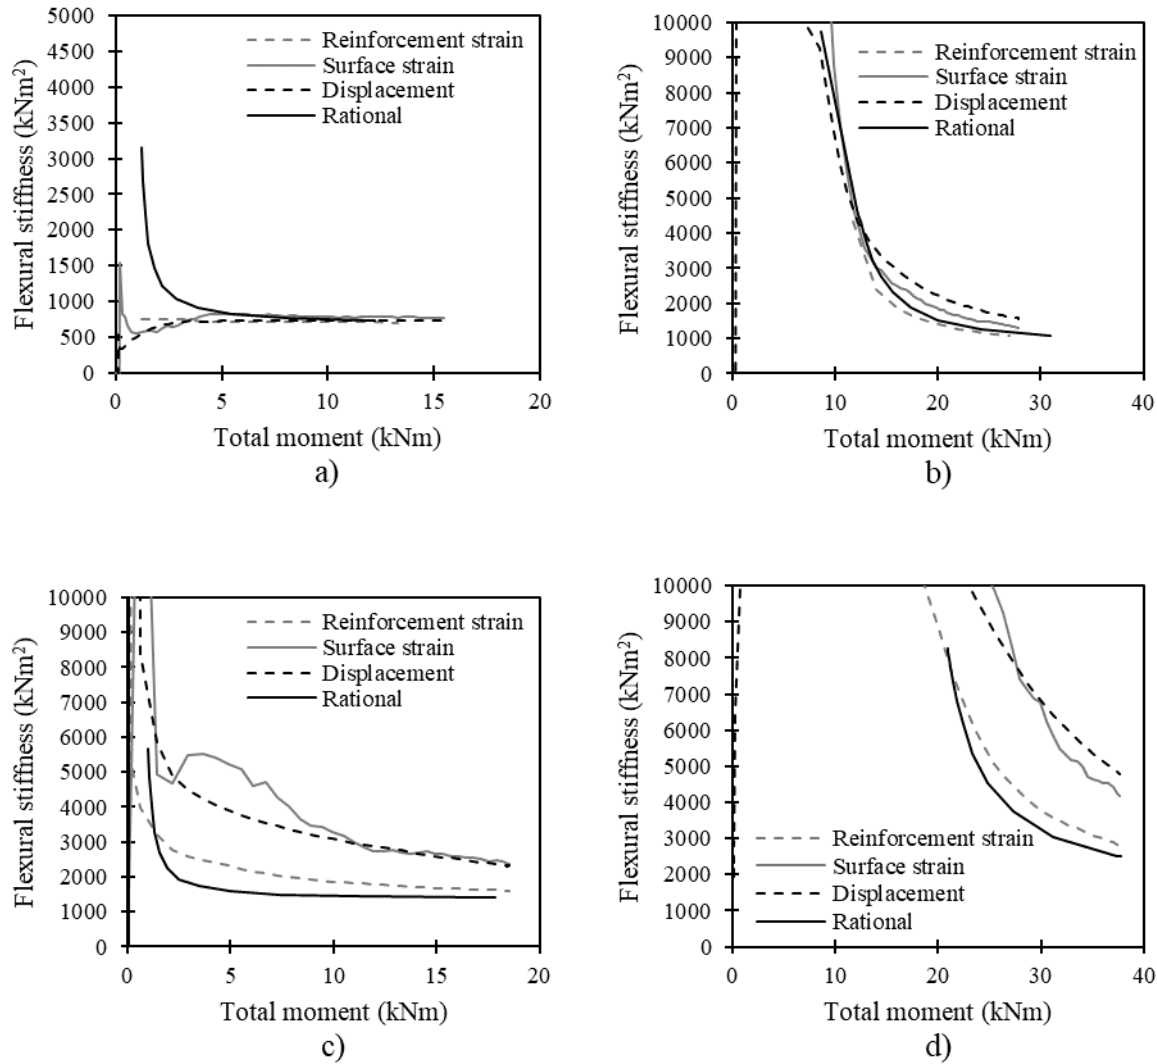 5000
4500
4000
3500
3000
2500
2000
1500
1000
500
0
Flexural stiffness (kNm²)
Reinforcement strain
Surface strain
Displacement
Rational
0 5 10 15 20
Total moment (kNm)
a)
10000
9000
8000
7000
6000
5000
4000
3000
2000
1000
0
Flexural stiffness (kNm²)
Reinforcement strain
Surface strain
Displacement
Rational
0 10 20 30 40
Total moment (kNm)
b)
10000
9000
8000
7000
6000
5000
4000
3000
2000
1000
0
Flexural stiffness (kNm²)
Reinforcement strain
Surface strain
Displacement
Rational
0 5 10 15 20
Total moment (kNm)
c)
10000
9000
8000
7000
6000
5000
4000
3000
2000
1000
0
Flexural stiffness (kNm²)
Reinforcement strain
Surface strain
Displacement
Rational
0 10 20 30 40
Total moment (kNm)
d)